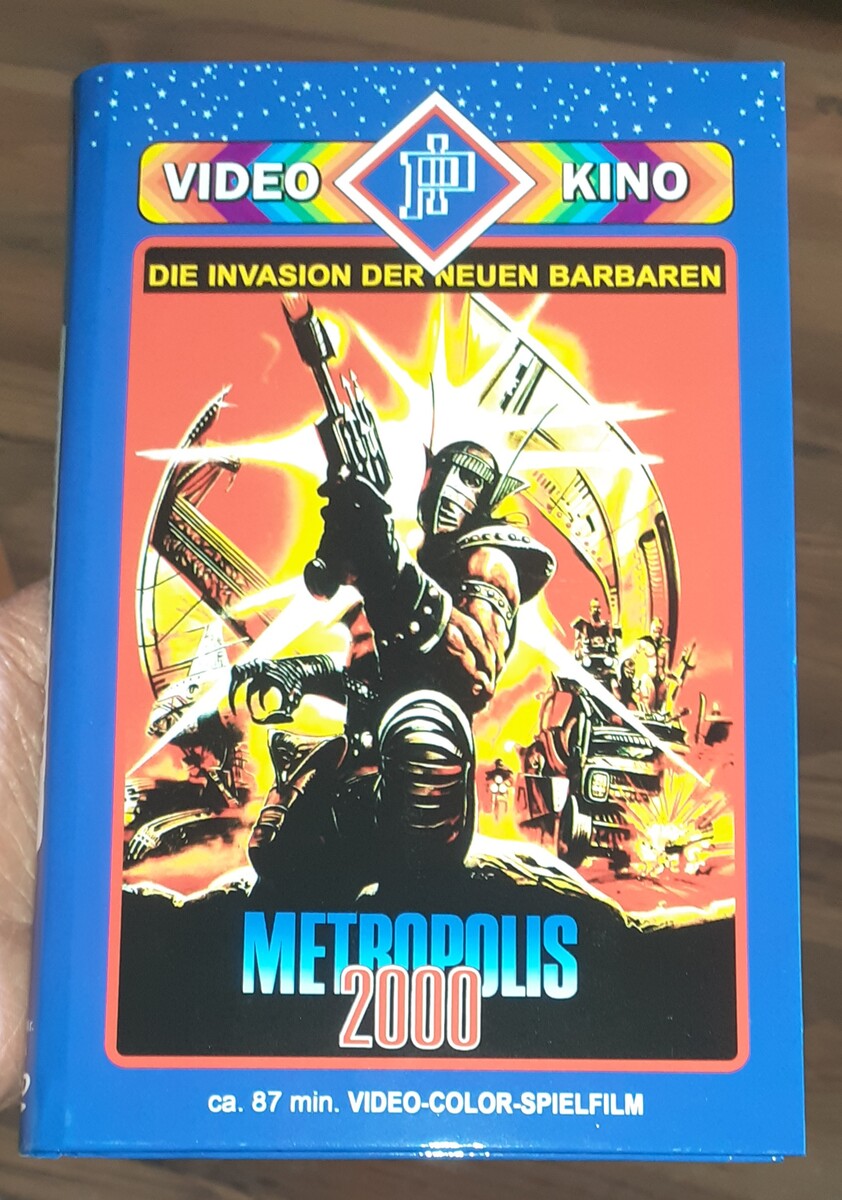 VIDEO KINO
DIE INVASION DER NEUEN BARBAREN
METROPOLIS
2000
ca. 87 min. VIDEO-COLOR-SPIELFILM